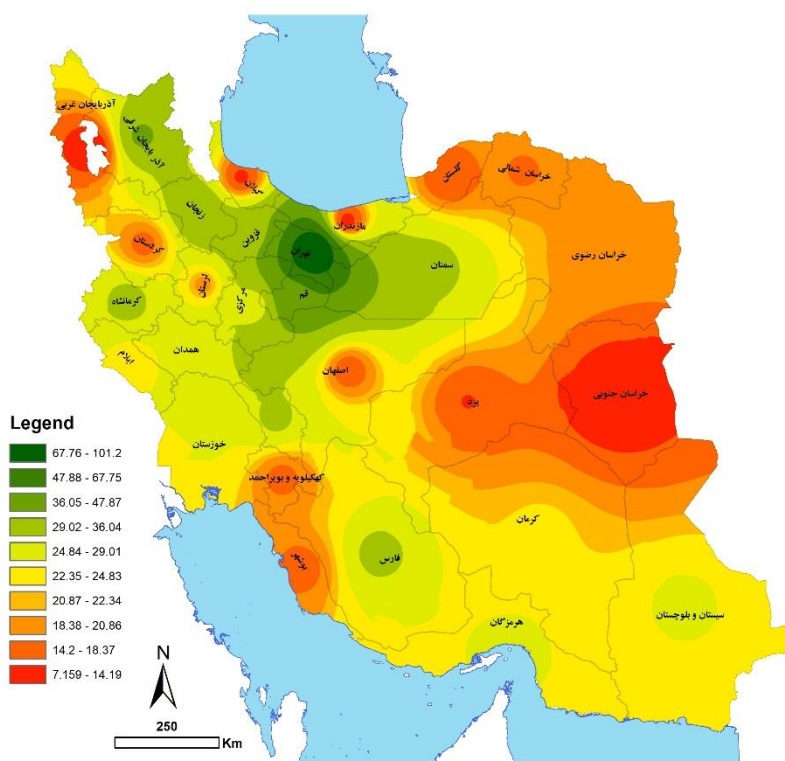 آذربایجان غربی
آذربایجان شرقی
گیلان
زنجان
کردستان
قزوین
تهران
مازندران
گلستان
خراسان شمالی
خراسان رضوی
سمنان
لرستان
مرکزی
قم
کرمانشاه
همدان
ایلام
اصفهان
یزد
خراسان جنوبی
خوزستان
کهکیلویه و بویراحمد
کرمان
فارس
بوشهر
هرمزگان
سیستان و بلوچستان
Legend
67.76 - 101.2
47.88 - 67.75
36.05 - 47.87
29.02 - 36.04
24.84 - 29.01
22.35 - 24.83
20.87 - 22.34
18.38 - 20.86
14.2 - 18.37
7.159 - 14.19
N
250
Km